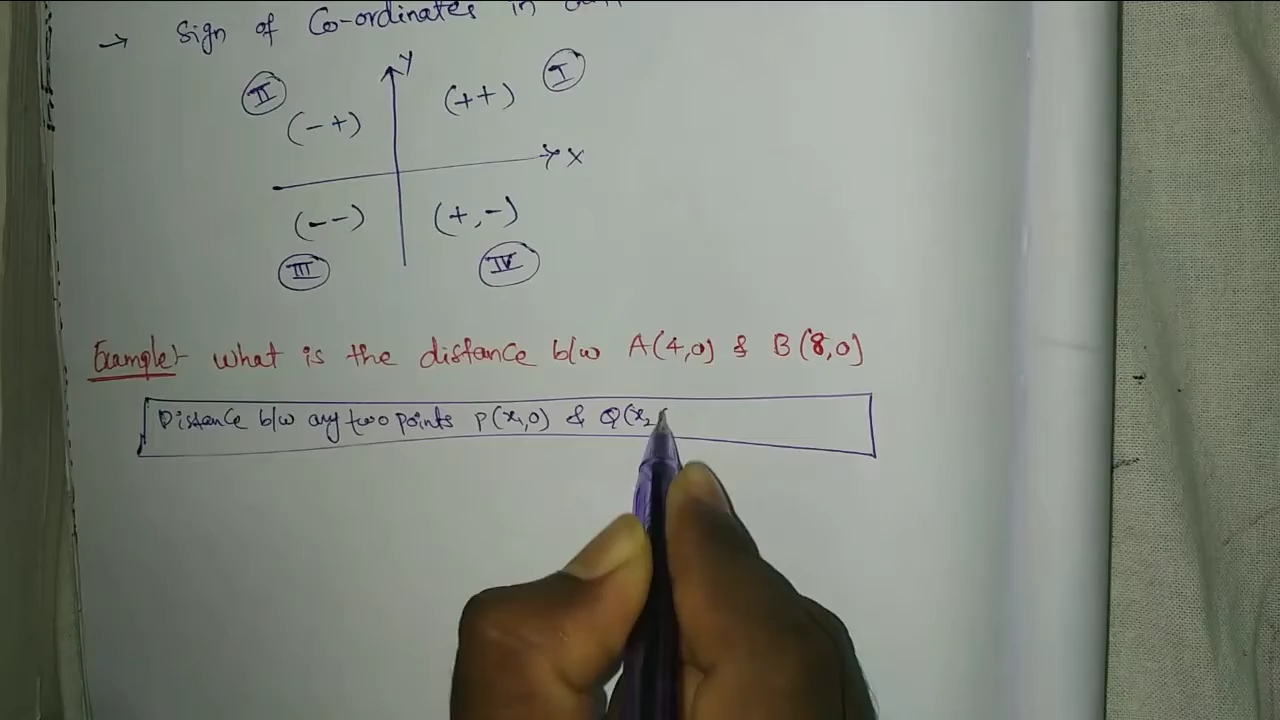 → Sign of Co-ordinates in
Y
II
(++)
I
(-+)
X
(--)
(+,-)
III
IV
Example:- what is the distance b/w A(4,0) & B(8,0)
Distance b/w any two points P(x₁,0) & Q(x₂